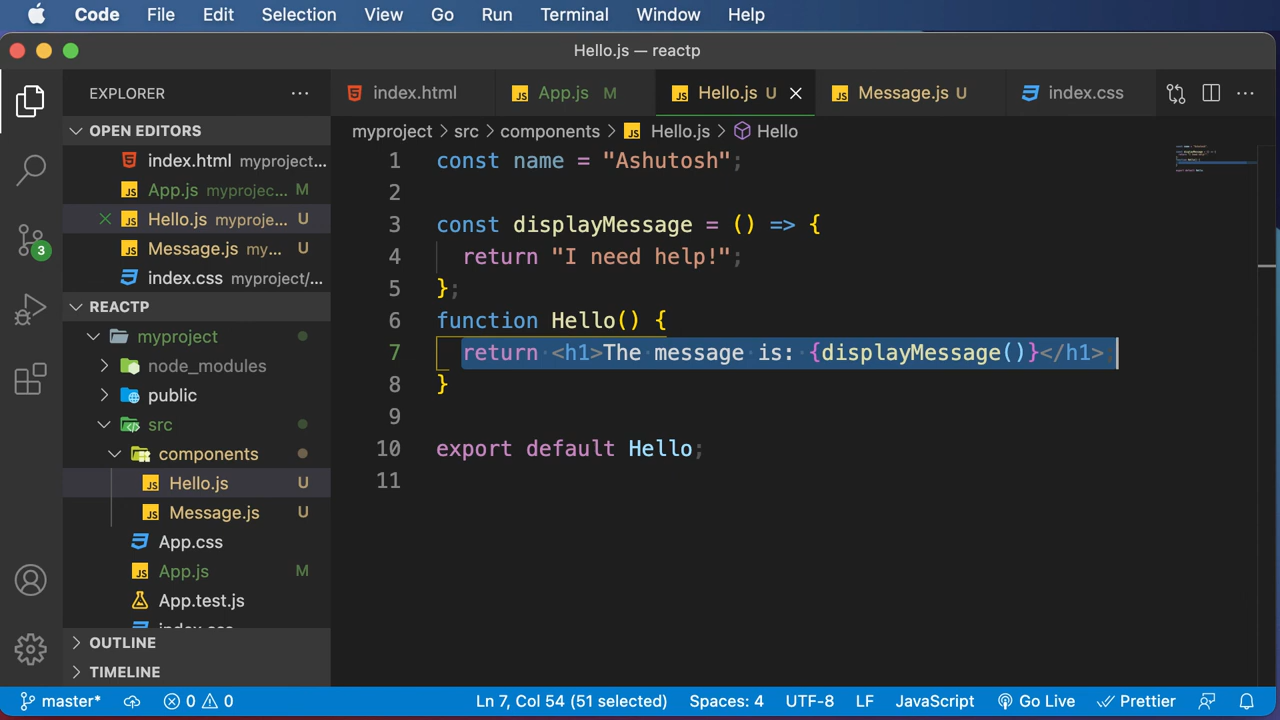 Code File Edit Selection View Go Run Terminal Window Help
Hello.js — reactp
EXPLORER ···
index.html
App.js M
Hello.js U
Message.js U
index.css
···
OPEN EDITORS
index.html myproject...
App.js myprojec... M
Hello.js myproje... U
Message.js my... U
index.css myproject/...
REACTP
myproject
node_modules
public
src
components
Hello.js U
Message.js U
App.css
App.js M
App.test.js
index.css
OUTLINE
TIMELINE
3
myproject > src > components > JS Hello.js > Hello
1 const name = "Ashutosh";
2
3 const displayMessage = () => {
4 return "I need help!";
5 };
6 function Hello() {
7 return <h1>The message is: {displayMessage()}</h1>;
8 }
9
10 export default Hello;
11
master* 0 0 Ln 7, Col 54 (51 selected) Spaces: 4 UTF-8 LF JavaScript Go Live Prettier